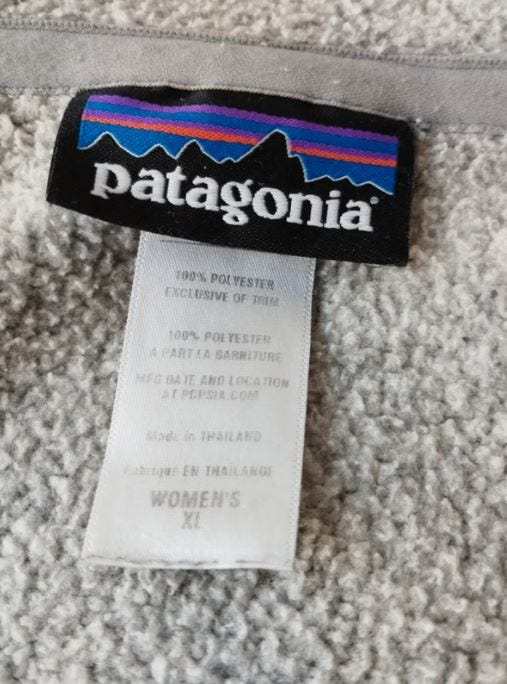 patagonia®
100% POLYESTER
EXCLUSIVE OF TRIM
100% POLYESTER
A PART LA GARNITURE
MFG DATE AND LOCATION
AT PCPSIA.COM
Made in THAILAND
Fabriqué EN THAILANDE
WOMEN'S
XL